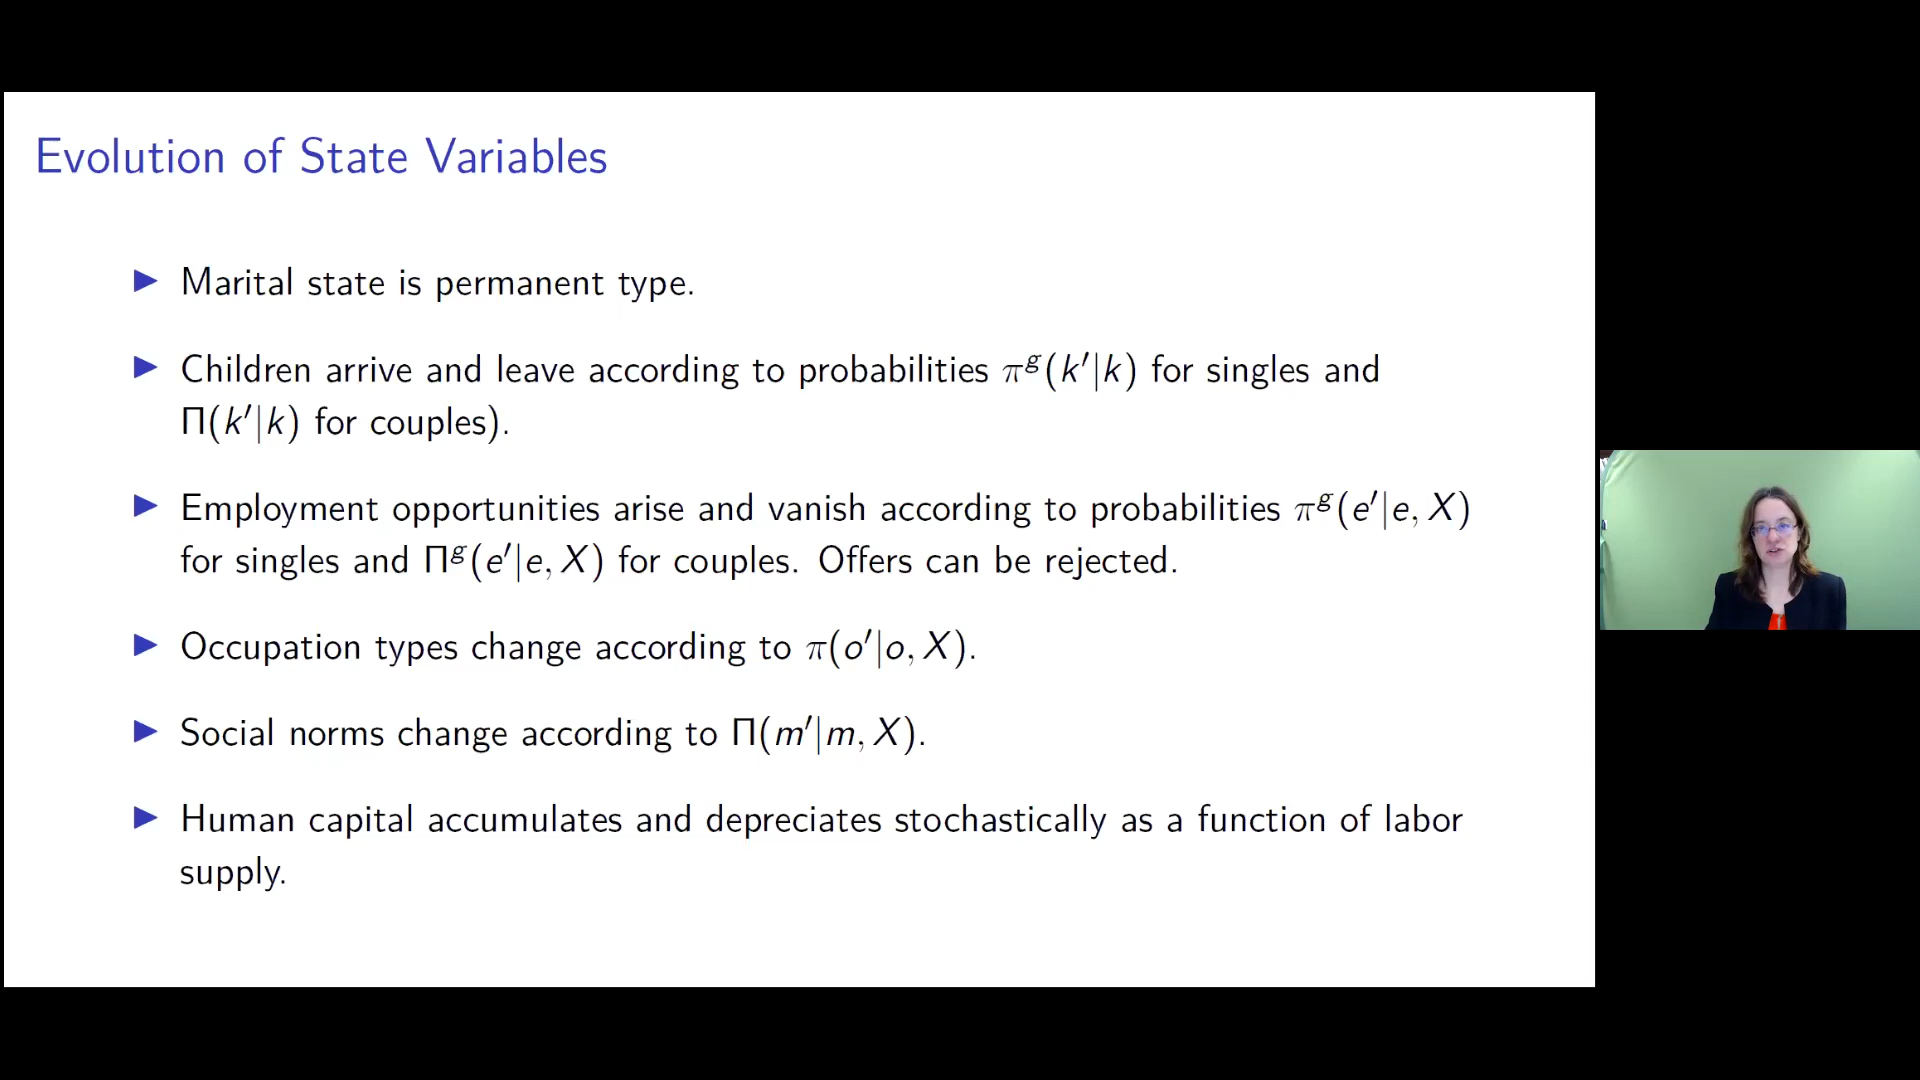 Evolution of State Variables
▶ Marital state is permanent type.
▶ Children arrive and leave according to probabilities πᵍ(k′|k) for singles and
Π(k′|k) for couples).
▶ Employment opportunities arise and vanish according to probabilities πᵍ(e′|e, X)
for singles and Πᵍ(e′|e, X) for couples. Offers can be rejected.
▶ Occupation types change according to π(o′|o, X).
▶ Social norms change according to Π(m′|m, X).
▶ Human capital accumulates and depreciates stochastically as a function of labor
supply.